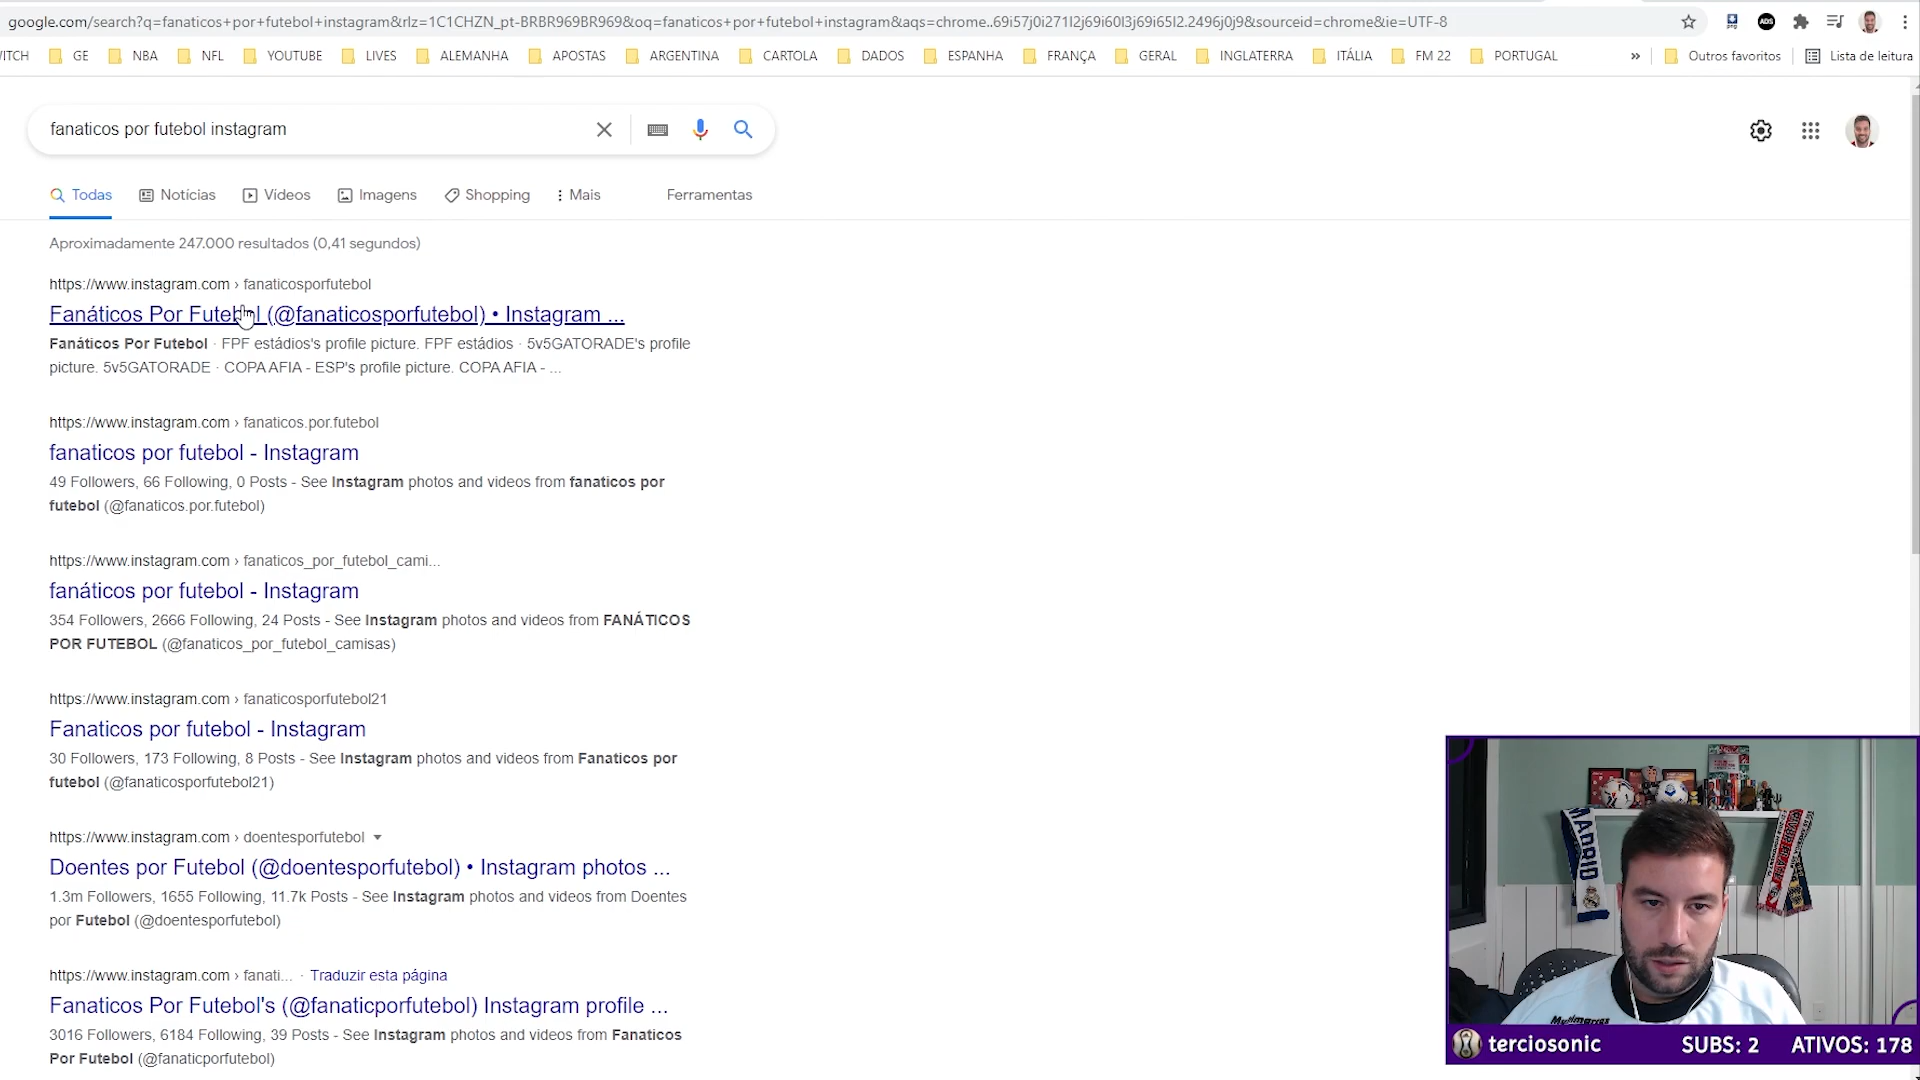 google.com/search?q=fanaticos+por+futebol+instagram&rlz=1C1CHZN_pt-BRBR969BR969&oq=fanaticos+por+futebol+instagram&aqs=chrome..69i57j0i271l2j69i60l3j69i65l2.2496j0j9&sourceid=chrome&ie=UTF-8
ITCH GE NBA NFL YOUTUBE LIVES ALEMANHA APOSTAS ARGENTINA CARTOLA DADOS ESPANHA FRANÇA GERAL INGLATERRA ITÁLIA FM 22 PORTUGAL » Outros favoritos Lista de leitura
fanaticos por futebol instagram
Todas Notícias Vídeos Imagens Shopping Mais Ferramentas
Aproximadamente 247.000 resultados (0,41 segundos)
https://www.instagram.com › fanaticosporfutebol
Fanáticos Por Futebol (@fanaticosporfutebol) • Instagram ...
Fanáticos Por Futebol · FPF estádios's profile picture. FPF estádios · 5v5GATORADE's profile
picture. 5v5GATORADE · COPA AFIA - ESP's profile picture. COPA AFIA - ...
https://www.instagram.com › fanaticos.por.futebol
fanaticos por futebol - Instagram
49 Followers, 66 Following, 0 Posts - See Instagram photos and videos from fanaticos por
futebol (@fanaticos.por.futebol)
https://www.instagram.com › fanaticos_por_futebol_cami...
fanáticos por futebol - Instagram
354 Followers, 2666 Following, 24 Posts - See Instagram photos and videos from FANÁTICOS
POR FUTEBOL (@fanaticos_por_futebol_camisas)
https://www.instagram.com › fanaticosporfutebol21
Fanaticos por futebol - Instagram
30 Followers, 173 Following, 8 Posts - See Instagram photos and videos from Fanaticos por
futebol (@fanaticosporfutebol21)
https://www.instagram.com › doentesporfutebol
Doentes por Futebol (@doentesporfutebol) • Instagram photos ...
1.3m Followers, 1655 Following, 11.7k Posts - See Instagram photos and videos from Doentes
por Futebol (@doentesporfutebol)
https://www.instagram.com › fanati... · Traduzir esta página
Fanaticos Por Futebol's (@fanaticporfutebol) Instagram profile ...
3016 Followers, 6184 Following, 39 Posts - See Instagram photos and videos from Fanaticos
Por Futebol (@fanaticporfutebol)
MADRID
terciosonic SUBS: 2 ATIVOS: 178